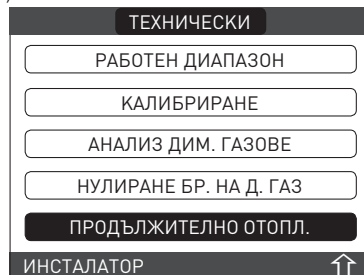 ТЕХНИЧЕСКИ
РАБОТЕН ДИАПАЗОН
КАЛИБРИРАНЕ
АНАЛИЗ ДИМ. ГАЗОВЕ
НУЛИРАНЕ БР. НА Д. ГАЗ
ПРОДЪЛЖИТЕЛНО ОТОПЛ.
ИНСТАЛАТОР